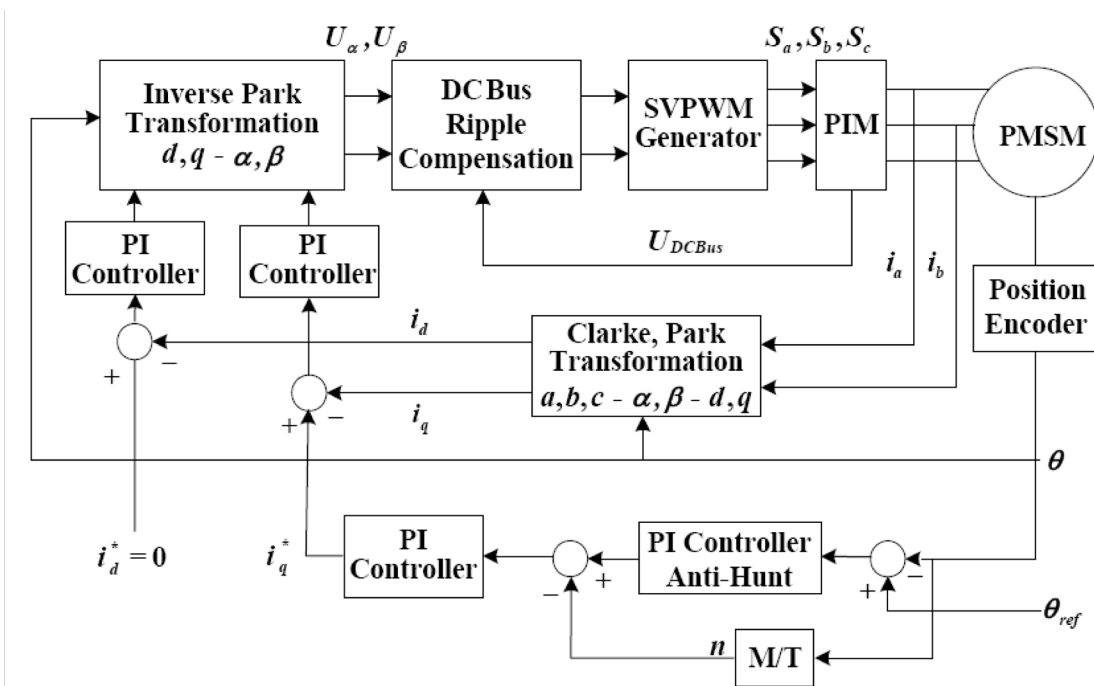 U_α, U_β
S_a, S_b, S_c
Inverse Park
Transformation
d, q - α, β
DC Bus
Ripple
Compensation
SVPWM
Generator
PIM
PMSM
PI
Controller
PI
Controller
U_DCBus
i_a
i_b
Position
Encoder
i_d
Clarke, Park
Transformation
a, b, c - α, β - d, q
+
−
i_q
+
−
θ
i_d^* = 0
i_q^*
PI
Controller
−
+
PI Controller
Anti-Hunt
−
+
θ_ref
n
M/T